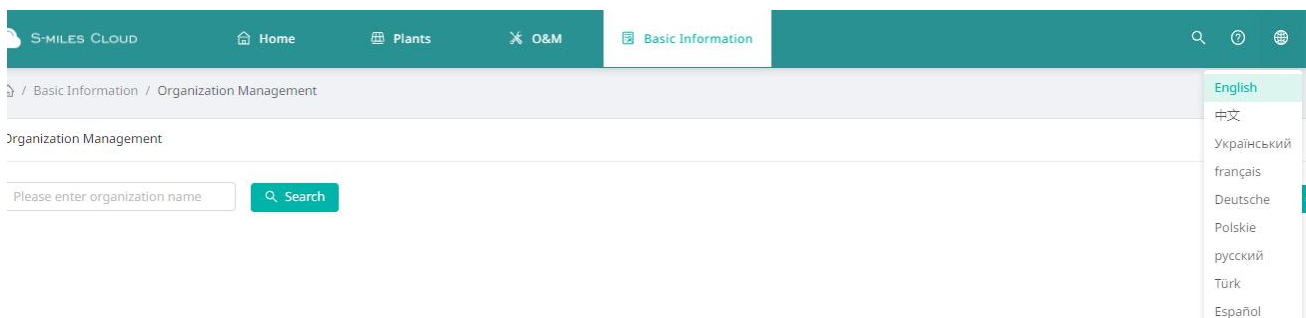 S-MILES CLOUD Home Plants O&M Basic Information
/ Basic Information / Organization Management
Organization Management
Please enter organization name Search
English
中文
Український
français
Deutsche
Polskie
русский
Türk
Español